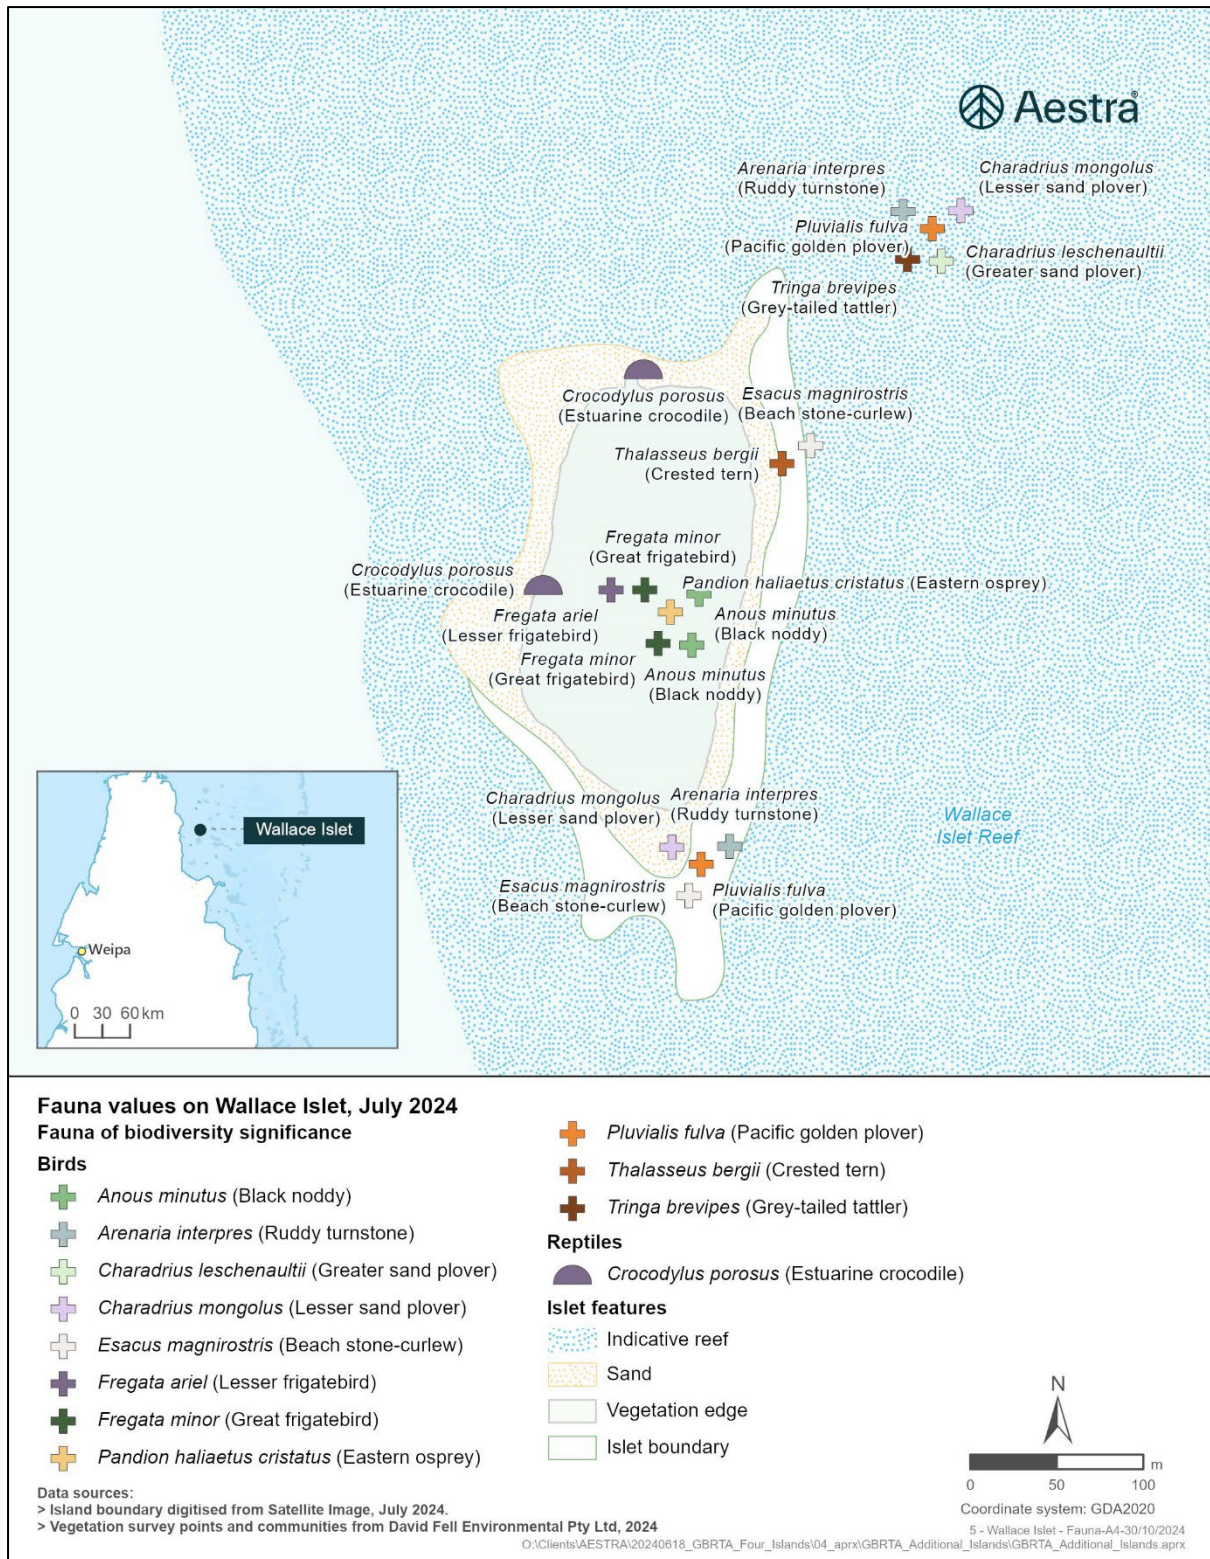 Aestra
Arenaria interpres
(Ruddy turnstone)
Charadrius mongolus
(Lesser sand plover)
Pluvialis fulva
(Pacific golden plover)
Charadrius leschenaultii
(Greater sand plover)
Tringa brevipes
(Grey-tailed tattler)
Crocodylus porosus
(Estuarine crocodile)
Esacus magnirostris
(Beach stone-curlew)
Thalasseus bergii
(Crested tern)
Fregata minor
(Great frigatebird)
Crocodylus porosus
(Estuarine crocodile)
Pandion haliaetus cristatus (Eastern osprey)
Fregata ariel
(Lesser frigatebird)
Anous minutus
(Black noddy)
Fregata minor
(Great frigatebird)
Anous minutus
(Black noddy)
Charadrius mongolus
(Lesser sand plover)
Arenaria interpres
(Ruddy turnstone)
Wallace
Islet Reef
Esacus magnirostris
(Beach stone-curlew)
Pluvialis fulva
(Pacific golden plover)
Wallace Islet
Weipa
0 30 60 km
Fauna values on Wallace Islet, July 2024
Fauna of biodiversity significance
Birds
Anous minutus (Black noddy)
Arenaria interpres (Ruddy turnstone)
Charadrius leschenaultii (Greater sand plover)
Charadrius mongolus (Lesser sand plover)
Esacus magnirostris (Beach stone-curlew)
Fregata ariel (Lesser frigatebird)
Fregata minor (Great frigatebird)
Pandion haliaetus cristatus (Eastern osprey)
Pluvialis fulva (Pacific golden plover)
Thalasseus bergii (Crested tern)
Tringa brevipes (Grey-tailed tattler)
Reptiles
Crocodylus porosus (Estuarine crocodile)
Islet features
Indicative reef
Sand
Vegetation edge
Islet boundary
N
m
0 50 100
Coordinate system: GDA2020
Data sources:
> Island boundary digitised from Satellite Image, July 2024.
> Vegetation survey points and communities from David Fell Environmental Pty Ltd, 2024
5 - Wallace Islet - Fauna-A4-30/10/2024
O:\Clients\AESTRA\20240618_GBRTA_Four_Islands\04_aprx\GBRTA_Additional_Islands\GBRTA_Additional_Islands.aprx